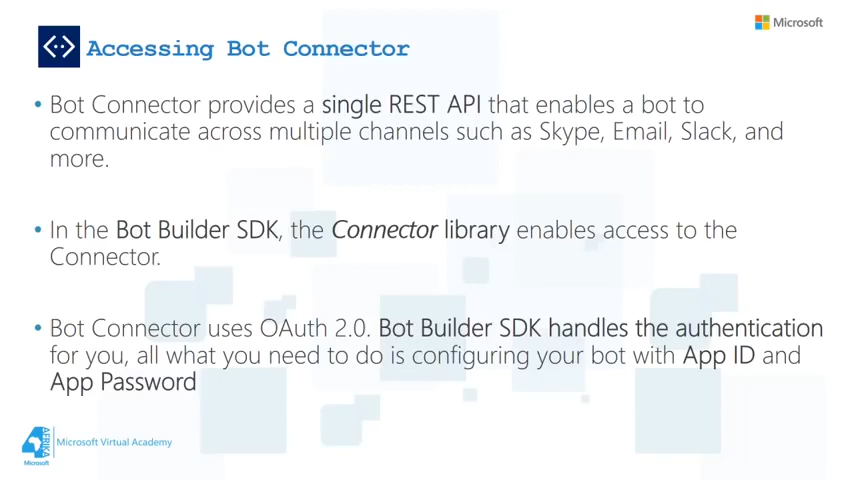 Microsoft
Accessing Bot Connector
• Bot Connector provides a single REST API that enables a bot to
communicate across multiple channels such as Skype, Email, Slack, and
more.
• In the Bot Builder SDK, the Connector library enables access to the
Connector.
• Bot Connector uses OAuth 2.0. Bot Builder SDK handles the authentication
for you, all what you need to do is configuring your bot with App ID and
App Password
4AFRIKA
Microsoft
Microsoft Virtual Academy